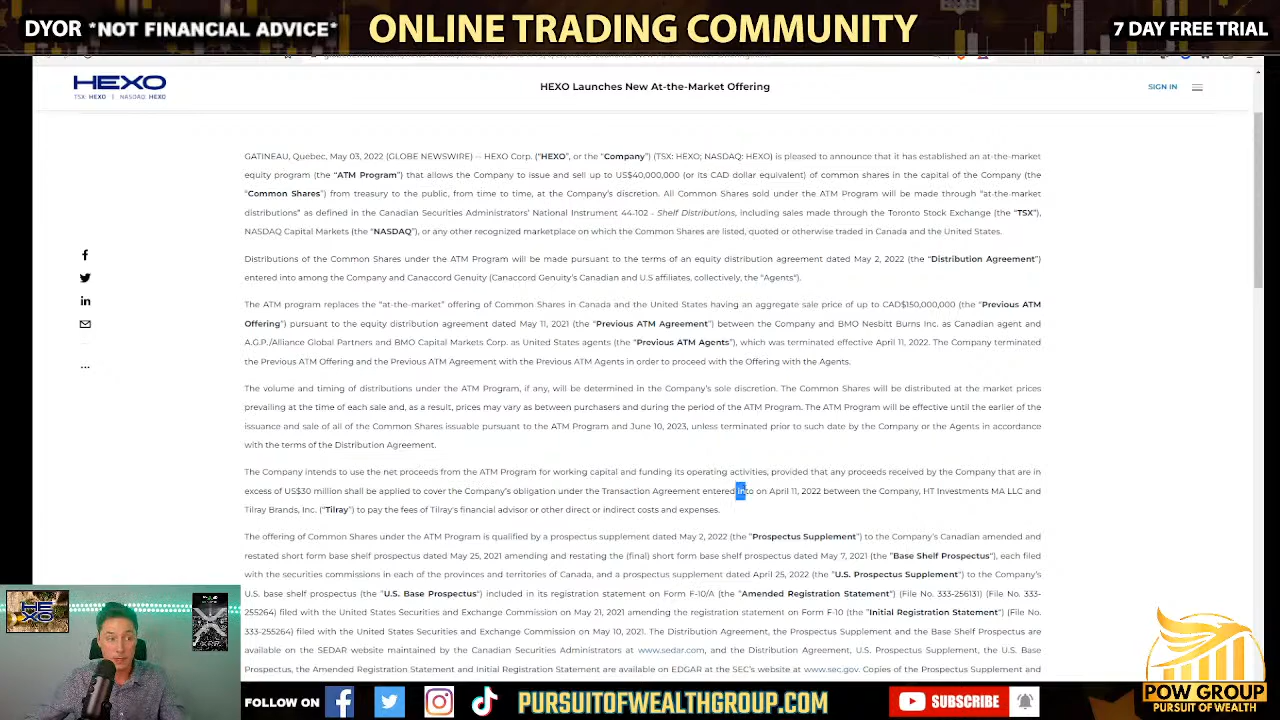 DYOR *NOT FINANCIAL ADVICE*
ONLINE TRADING COMMUNITY
7 DAY FREE TRIAL
HEXO
TSX: HEXO | NASDAQ: HEXO
HEXO Launches New At-the-Market Offering
SIGN IN
GATINEAU, Quebec, May 03, 2022 (GLOBE NEWSWIRE) -- HEXO Corp. ("HEXO", or the "Company") (TSX: HEXO; NASDAQ: HEXO) is pleased to announce that it has established an at-the-market
equity program (the "ATM Program") that allows the Company to issue and sell up to US$40,000,000 (or its CAD dollar equivalent) of common shares in the capital of the Company (the
"Common Shares") from treasury to the public, from time to time, at the Company's discretion. All Common Shares sold under the ATM Program will be made through "at-the-market
distributions" as defined in the Canadian Securities Administrators' National Instrument 44-102 – Shelf Distributions, including sales made through the Toronto Stock Exchange (the "TSX"),
NASDAQ Capital Markets (the "NASDAQ"), or any other recognized marketplace on which the Common Shares are listed, quoted or otherwise traded in Canada and the United States.
Distributions of the Common Shares under the ATM Program will be made pursuant to the terms of an equity distribution agreement dated May 2, 2022 (the "Distribution Agreement")
entered into among the Company and Canaccord Genuity (Canaccord Genuity's Canadian and U.S affiliates, collectively, the "Agents").
The ATM program replaces the "at-the-market" offering of Common Shares in Canada and the United States having an aggregate sale price of up to CAD$150,000,000 (the "Previous ATM
Offering") pursuant to the equity distribution agreement dated May 11, 2021 (the "Previous ATM Agreement") between the Company and BMO Nesbitt Burns Inc. as Canadian agent and
A.G.P./Alliance Global Partners and BMO Capital Markets Corp. as United States agents (the "Previous ATM Agents"), which was terminated effective April 11, 2022. The Company terminated
the Previous ATM Offering and the Previous ATM Agreement with the Previous ATM Agents in order to proceed with the Offering with the Agents.
The volume and timing of distributions under the ATM Program, if any, will be determined in the Company's sole discretion. The Common Shares will be distributed at the market prices
prevailing at the time of each sale and, as a result, prices may vary as between purchasers and during the period of the ATM Program. The ATM Program will be effective until the earlier of the
issuance and sale of all of the Common Shares issuable pursuant to the ATM Program and June 10, 2023, unless terminated prior to such date by the Company or the Agents in accordance
with the terms of the Distribution Agreement.
The Company intends to use the net proceeds from the ATM Program for working capital and funding its operating activities, provided that any proceeds received by the Company that are in
excess of US$30 million shall be applied to cover the Company's obligation under the Transaction Agreement entered into on April 11, 2022 between the Company, HT Investments MA LLC and
Tilray Brands, Inc. ("Tilray") to pay the fees of Tilray's financial advisor or other direct or indirect costs and expenses.
The offering of Common Shares under the ATM Program is qualified by a prospectus supplement dated May 2, 2022 (the "Prospectus Supplement") to the Company's Canadian amended and
restated short form base shelf prospectus dated May 25, 2021 amending and restating the (final) short form base shelf prospectus dated May 7, 2021 (the "Base Shelf Prospectus"), each filed
with the securities commissions in each of the provinces and territories of Canada, and a prospectus supplement dated April 25, 2022 (the "U.S. Prospectus Supplement") to the Company's
U.S. base shelf prospectus (the "U.S. Base Prospectus") included in its registration statement on Form F-10/A (the "Amended Registration Statement") (File No. 333-256131) (File No. 333-
255264) filed with the United States Securities and Exchange Commission on May 21, 2021 amending the registration statement on Form F-10 (the "Initial Registration Statement") (File No.
333-255264) filed with the United States Securities and Exchange Commission on May 10, 2021. The Distribution Agreement, the Prospectus Supplement and the Base Shelf Prospectus are
available on the SEDAR website maintained by the Canadian Securities Administrators at www.sedar.com, and the Distribution Agreement, U.S. Prospectus Supplement, the U.S. Base
Prospectus, the Amended Registration Statement and Initial Registration Statement are available on EDGAR at the SEC's website at www.sec.gov. Copies of the Prospectus Supplement and
FOLLOW ON
PURSUITOFWEALTHGROUP.COM
SUBSCRIBE
POW GROUP
PURSUIT OF WEALTH